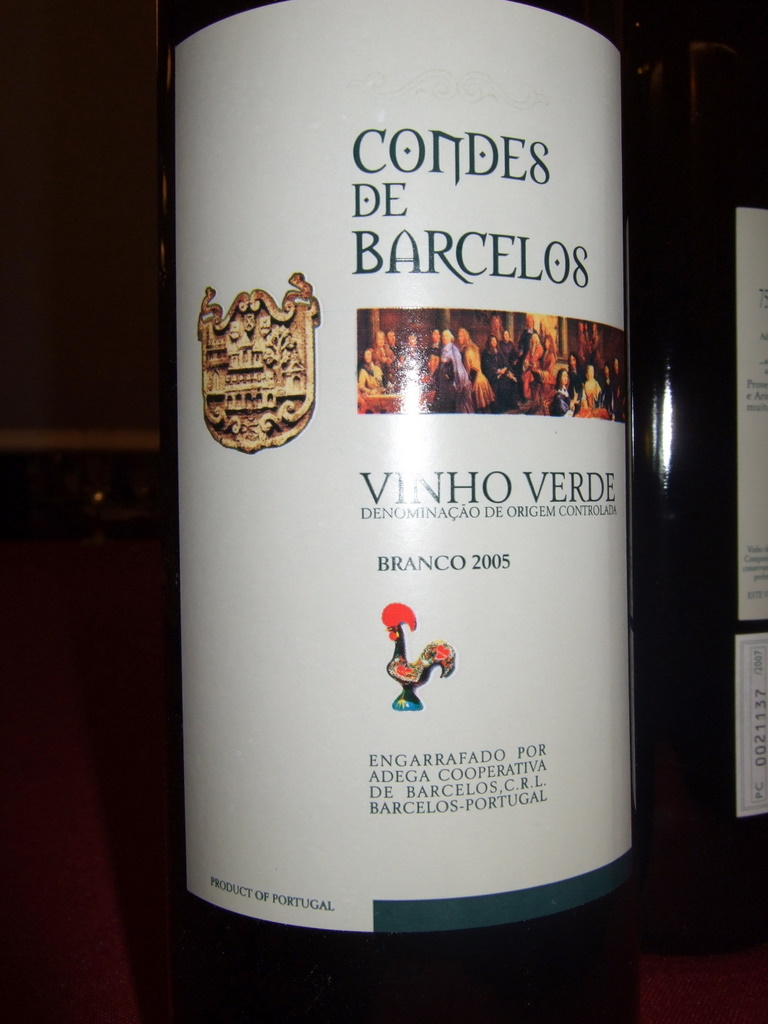 CONDES
DE
BARCELOS
VINHO VERDE
DENOMINAÇÃO DE ORIGEM CONTROLADA
BRANCO 2005
ENGARRAFADO POR
ADEGA COOPERATIVA
DE BARCELOS, C.R.L.
BARCELOS-PORTUGAL
PRODUCT OF PORTUGAL
PC 0021137 /2007